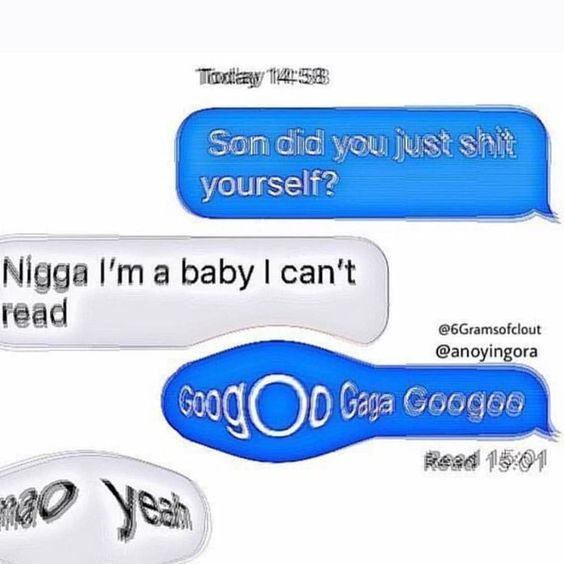 Today 14:58
Son did you just shit
yourself?
Nigga I'm a baby I can't
read
@6Gramsofclout
@anoyingora
GoogOo Gaga Googoo
Read 15:01
yeah